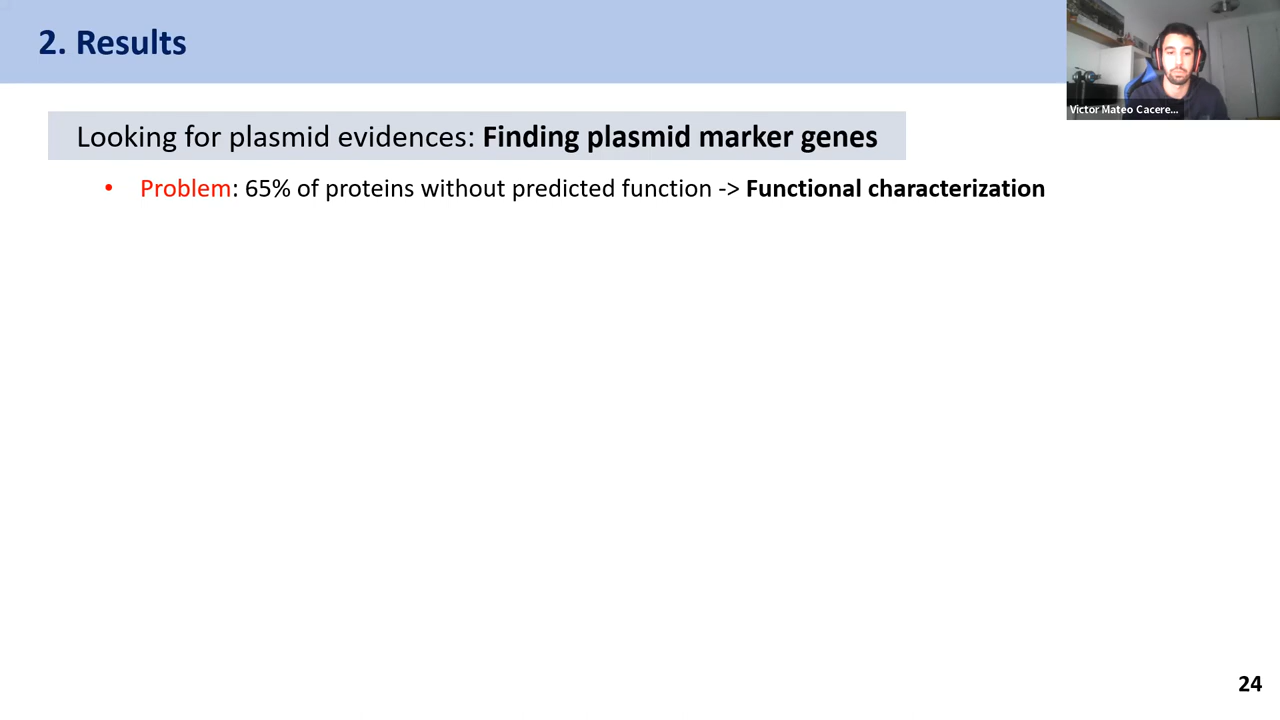 2. Results
Victor Mateo Cacere...
Looking for plasmid evidences: Finding plasmid marker genes
• Problem: 65% of proteins without predicted function -> Functional characterization
24